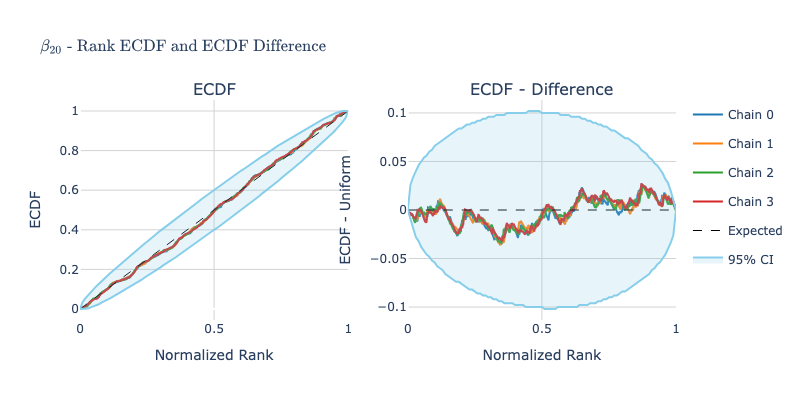 β₂₀ - Rank ECDF and ECDF Difference
ECDF
ECDF - Difference
ECDF
1
0.8
0.6
0.4
0.2
0
0
0.5
1
Normalized Rank
ECDF - Uniform
0.1
0.05
0
−0.05
−0.1
0
0.5
1
Normalized Rank
Chain 0
Chain 1
Chain 2
Chain 3
Expected
95% CI